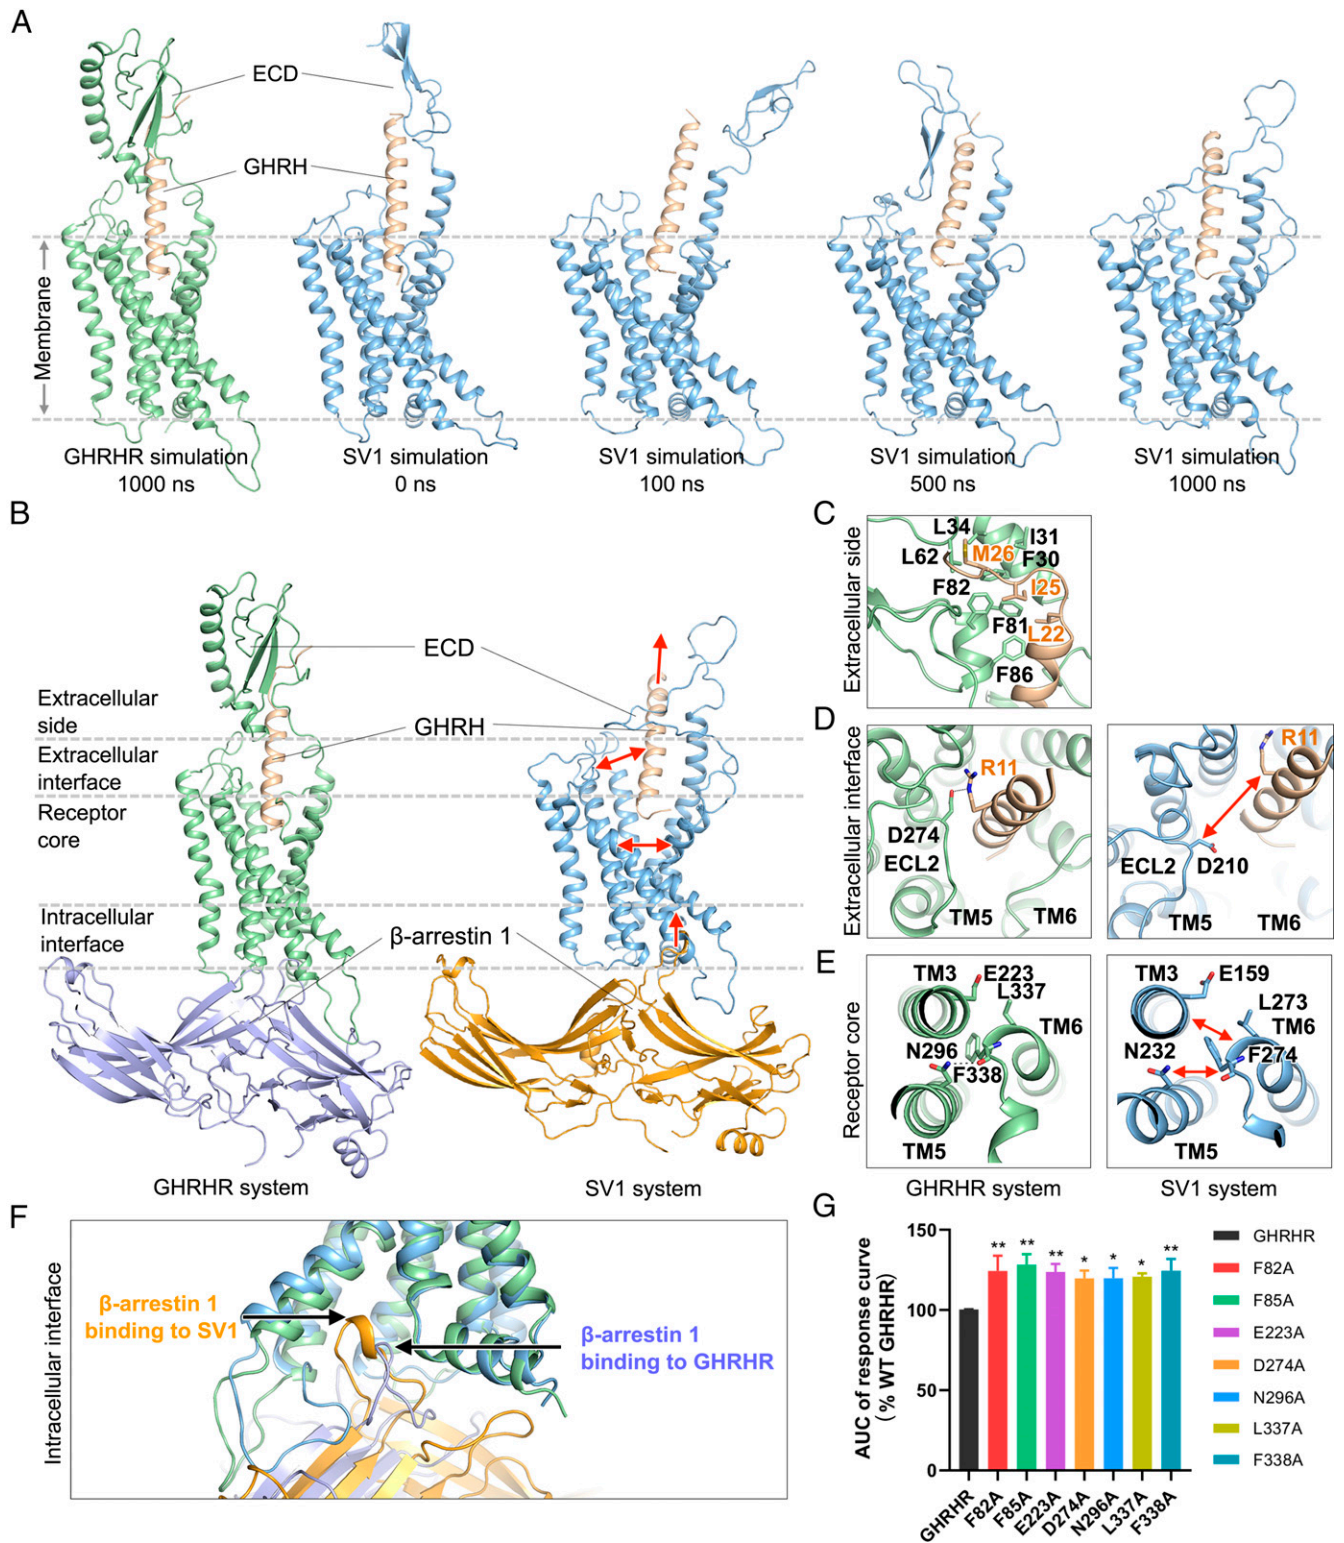 A
ECD
GHRH
Membrane
GHRHR simulation
1000 ns
SV1 simulation
0 ns
SV1 simulation
100 ns
SV1 simulation
500 ns
SV1 simulation
1000 ns
B
ECD
GHRH
Extracellular
side
Extracellular
interface
Receptor
core
Intracellular
interface
β-arrestin 1
GHRHR system
SV1 system
C
Extracellular side
L34
I31
L62
M26
F30
F82
I25
F81
L22
F86
D
Extracellular interface
R11
D274
ECL2
TM5
TM6
R11
ECL2
D210
TM5
TM6
E
Receptor core
TM3
E223
L337
TM6
N296
F338
TM5
GHRHR system
TM3
E159
L273
TM6
N232
F274
TM5
SV1 system
F
Intracellular interface
β-arrestin 1
binding to SV1
β-arrestin 1
binding to GHRHR
G
AUC of response curve
( % WT GHRHR)
150
100
50
0
**
**
**
*
*
*
**
GHRHR
F82A
F85A
E223A
D274A
N296A
L337A
F338A
GHRHR
F82A
F85A
E223A
D274A
N296A
L337A
F338A